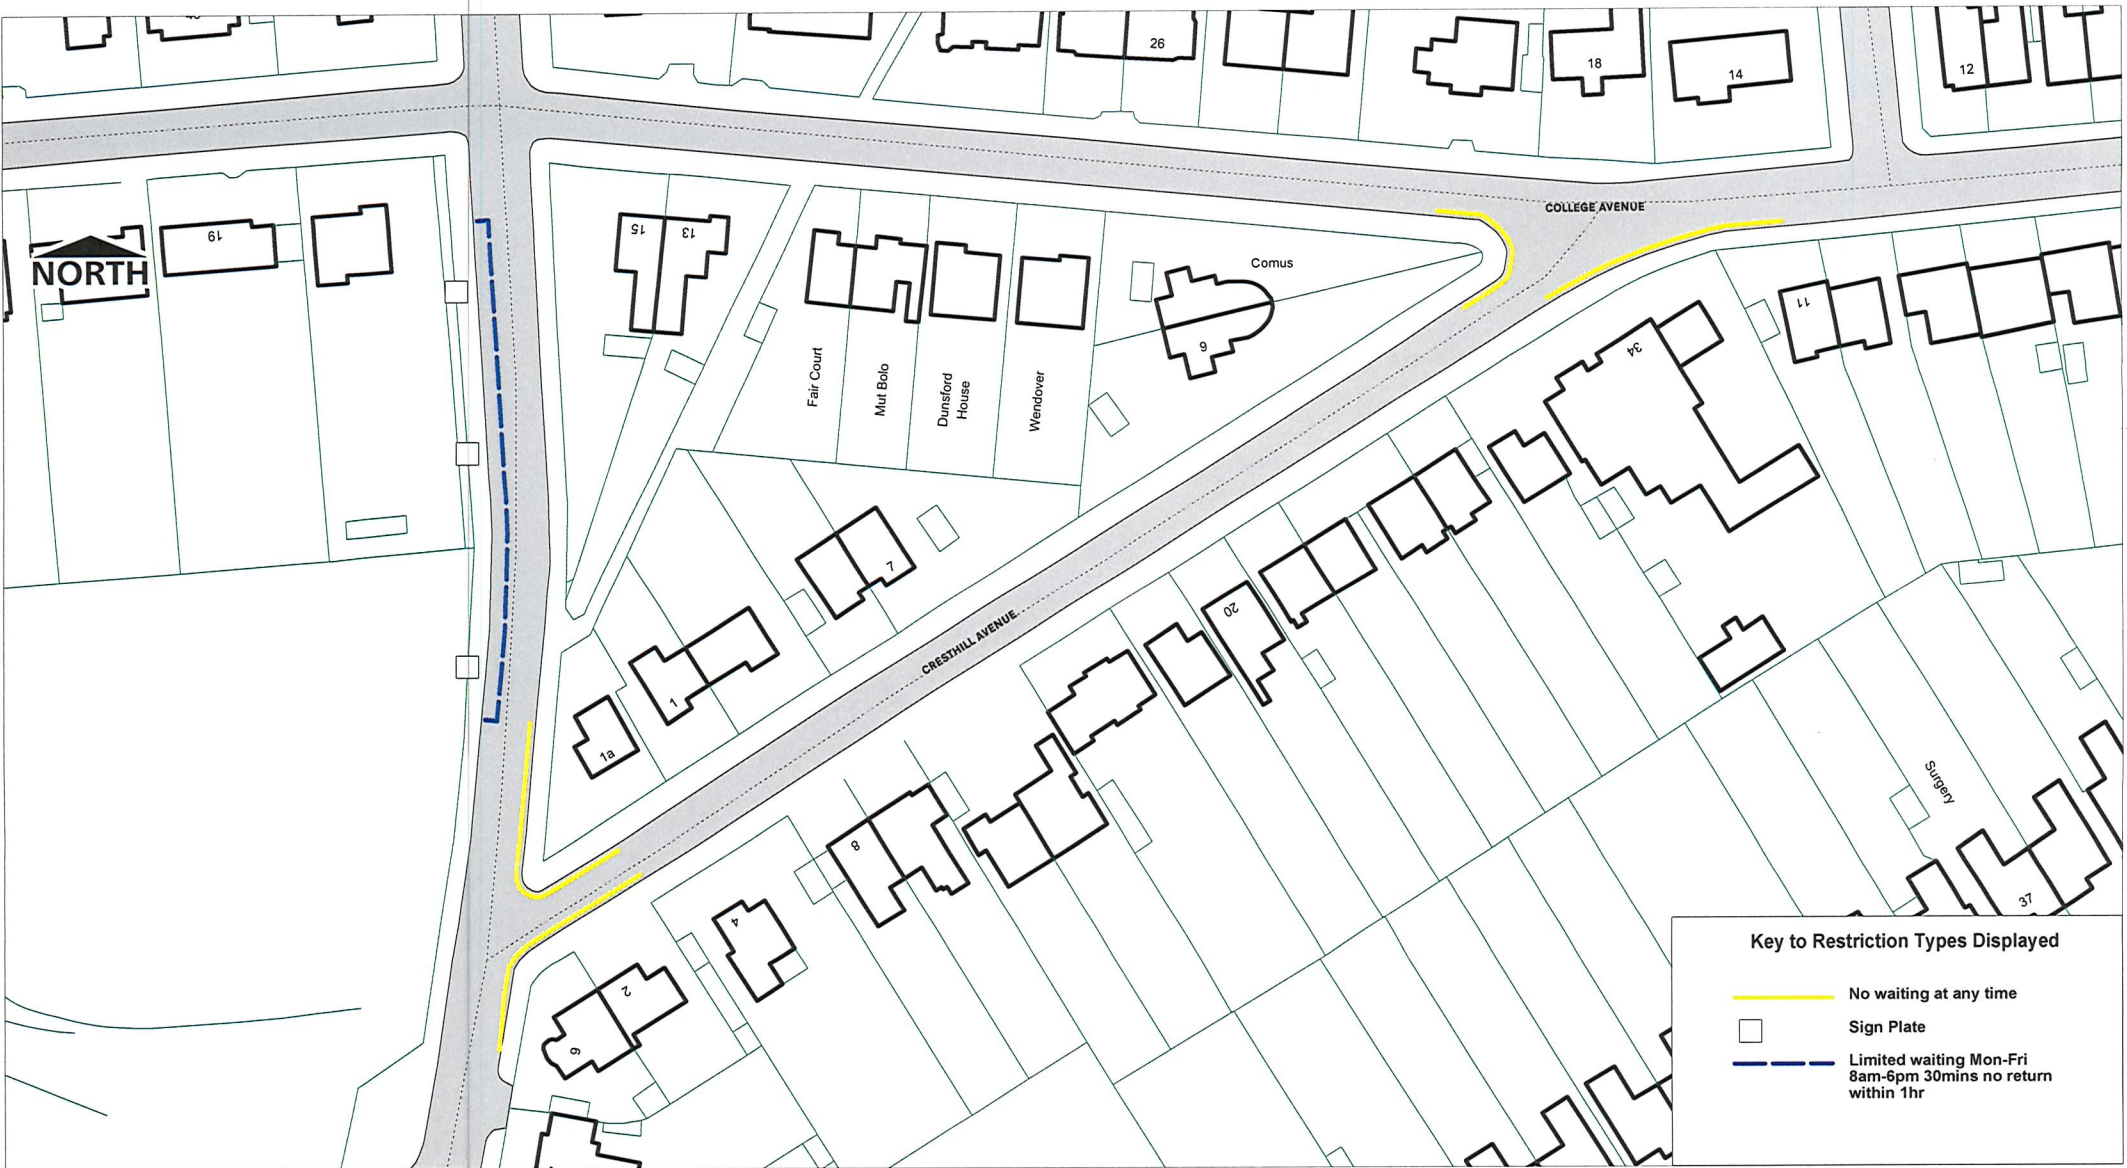 26
18
14
12
COLLEGE AVENUE
NORTH
19
15
13
Comus
11
9
34
Fair Court
Mut Bolo
Dunsford
House
Wendover
7
20
CRESTHILL AVENUE
1
1a
Surgery
8
4
37
2
6
Key to Restriction Types Displayed
No waiting at any time
Sign Plate
Limited waiting Mon-Fri
8am-6pm 30mins no return
within 1hr